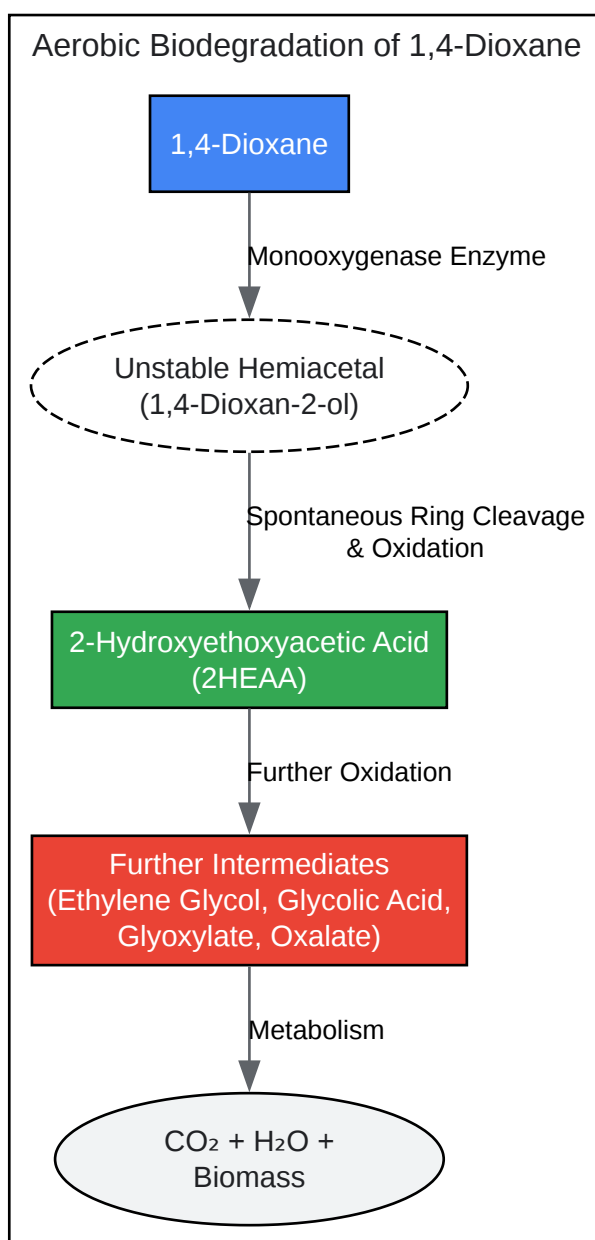 Aerobic Biodegradation of 1,4-Dioxane
1,4-Dioxane
Monooxygenase Enzyme
Unstable Hemiacetal
(1,4-Dioxan-2-ol)
Spontaneous Ring Cleavage
& Oxidation
2-Hydroxyethoxyacetic Acid
(2HEAA)
Further Oxidation
Further Intermediates
(Ethylene Glycol, Glycolic Acid,
Glyoxylate, Oxalate)
Metabolism
CO₂ + H₂O +
Biomass